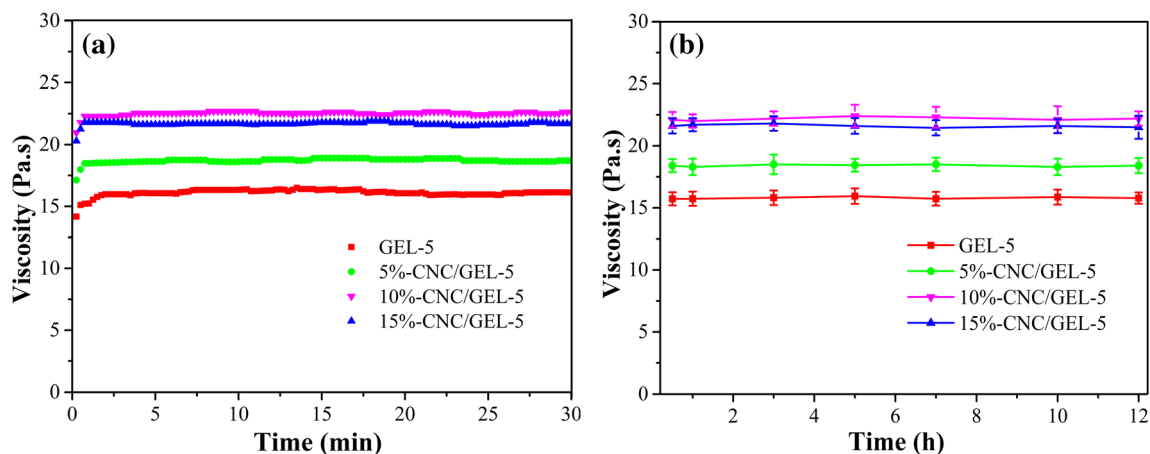 (a)
Viscosity (Pa.s)
30
25
20
15
10
5
0
GEL-5
5%-CNC/GEL-5
10%-CNC/GEL-5
15%-CNC/GEL-5
0 5 10 15 20 25 30
Time (min)
(b)
Viscosity (Pa.s)
30
25
20
15
10
5
0
GEL-5
5%-CNC/GEL-5
10%-CNC/GEL-5
15%-CNC/GEL-5
2 4 6 8 10 12
Time (h)